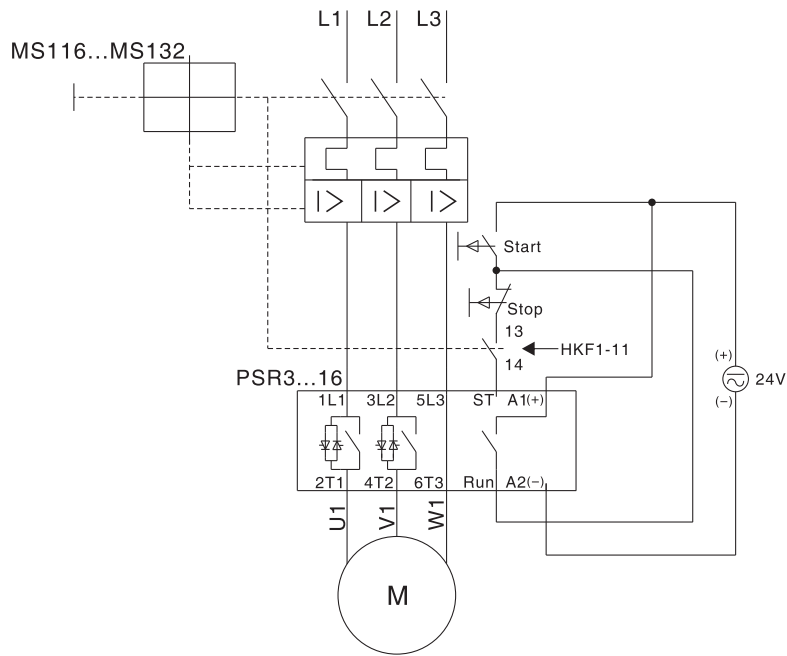 L1 L2 L3
MS116...MS132
Start
Stop
13
HKF1-11
14
(+)
24V
(−)
PSR3...16
1L1 3L2 5L3 ST A1(+)
2T1 4T2 6T3 Run A2(−)
U1 V1 W1
M